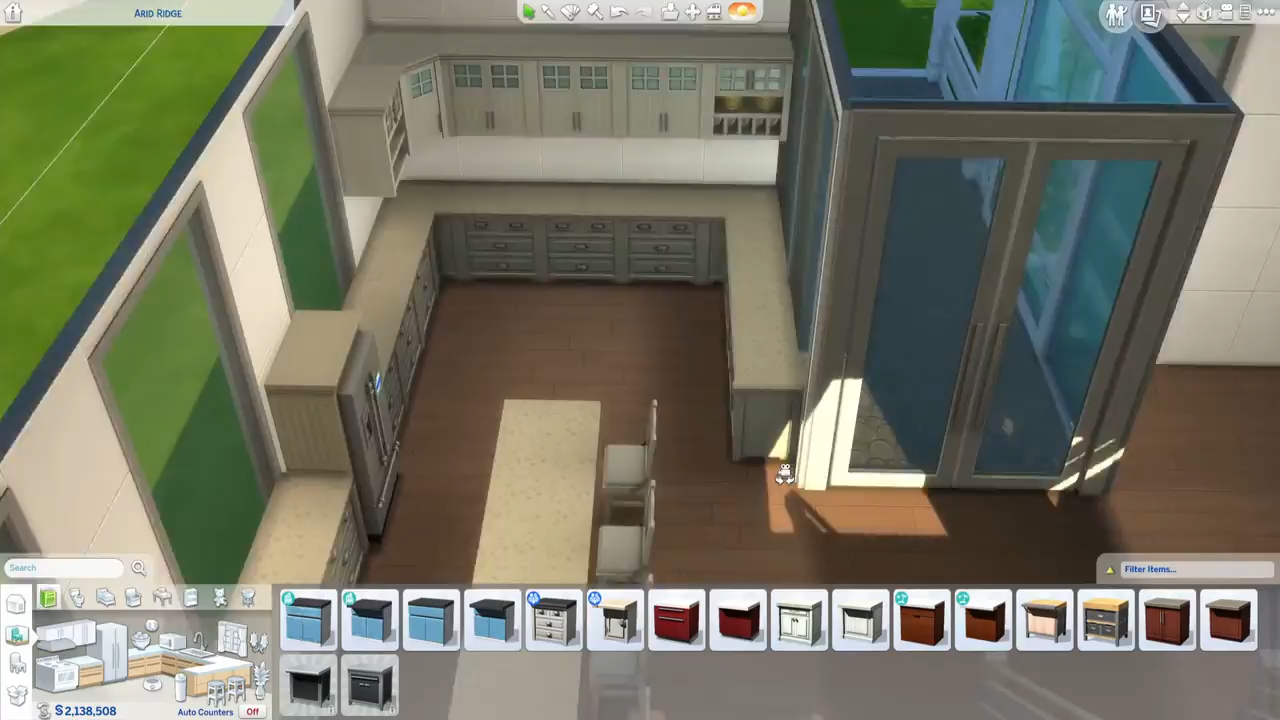 ARID RIDGE
Search
Filter Items...
$2,138,508
Auto Counters Off